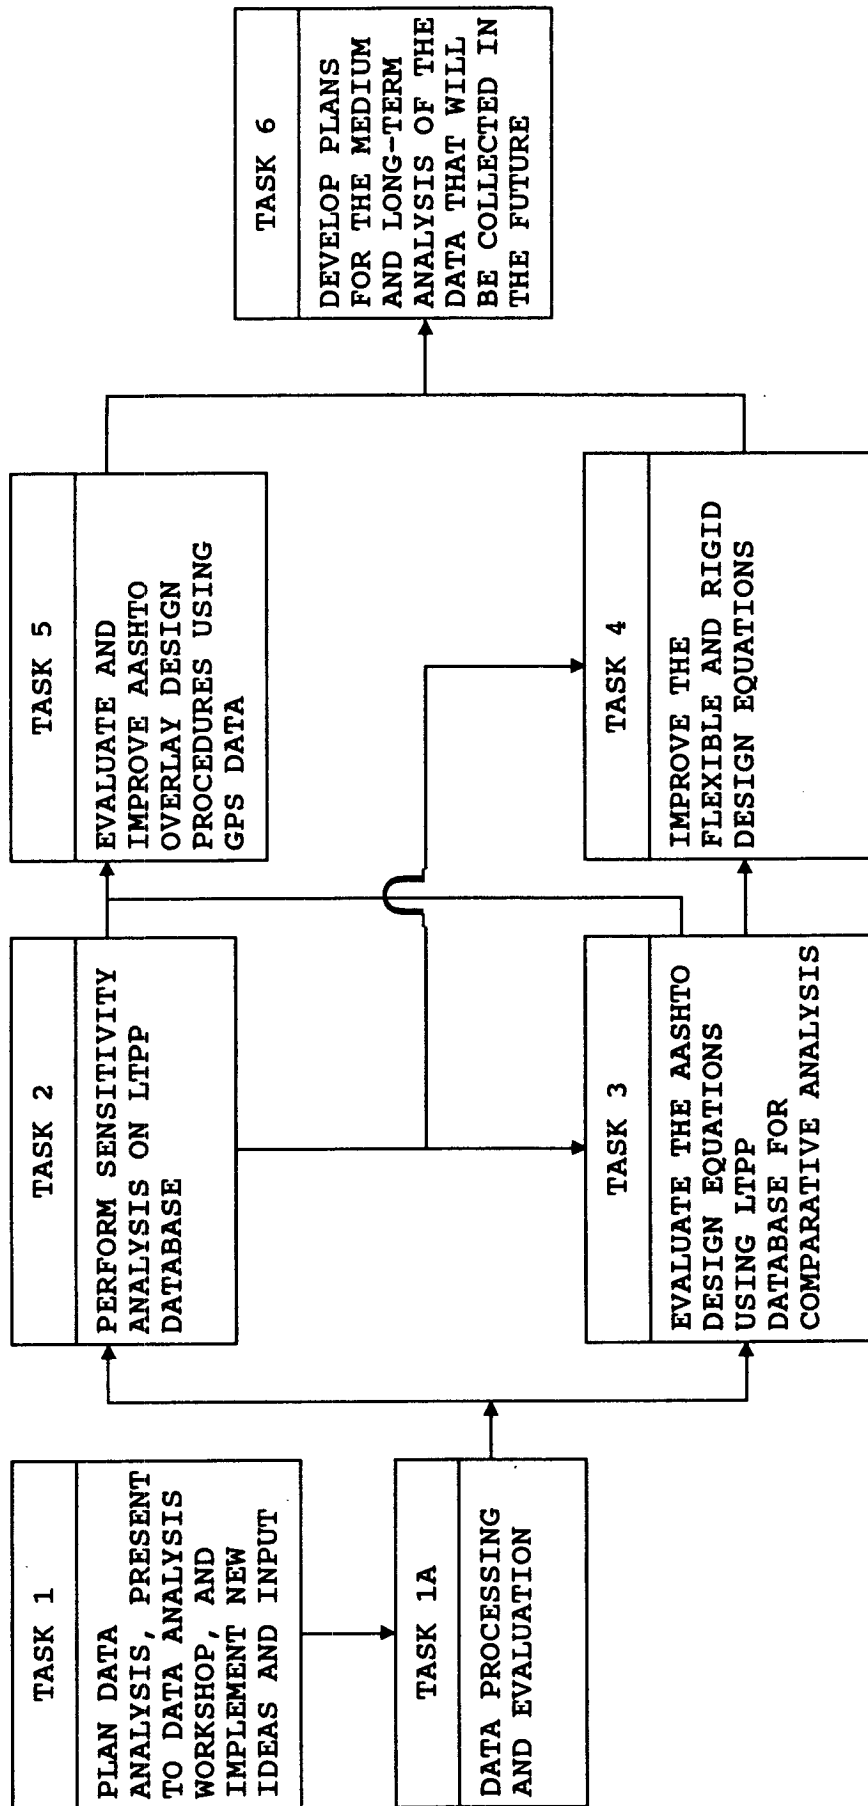 TASK 1
PLAN DATA
ANALYSIS, PRESENT
TO DATA ANALYSIS
WORKSHOP, AND
IMPLEMENT NEW
IDEAS AND INPUT
TASK 1A
DATA PROCESSING
AND EVALUATION
TASK 2
PERFORM SENSITIVITY
ANALYSIS ON LTPP
DATABASE
TASK 3
EVALUATE THE AASHTO
DESIGN EQUATIONS
USING LTPP
DATABASE FOR
COMPARATIVE ANALYSIS
TASK 5
EVALUATE AND
IMPROVE AASHTO
OVERLAY DESIGN
PROCEDURES USING
GPS DATA
TASK 4
IMPROVE THE
FLEXIBLE AND RIGID
DESIGN EQUATIONS
TASK 6
DEVELOP PLANS
FOR THE MEDIUM
AND LONG-TERM
ANALYSIS OF THE
DATA THAT WILL
BE COLLECTED IN
THE FUTURE